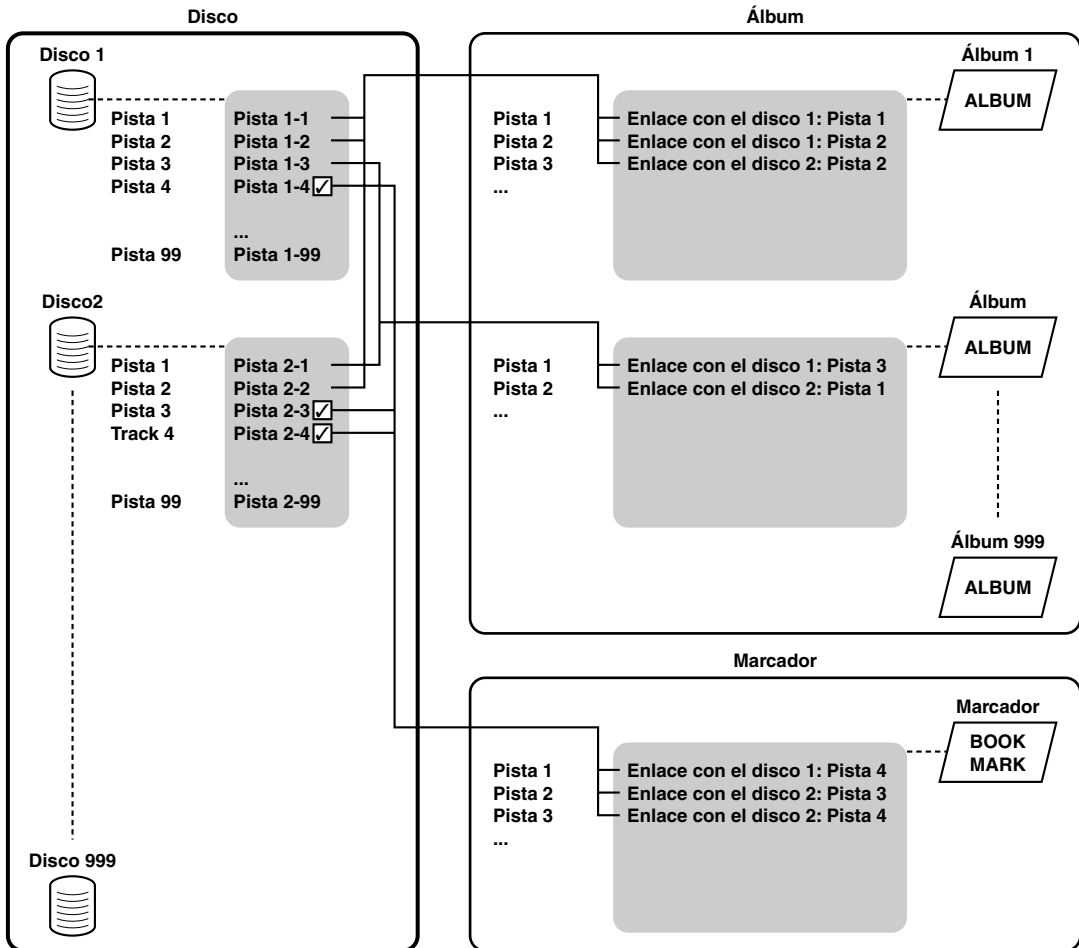 Disco
Disco 1
Pista 1 Pista 1-1
Pista 2 Pista 1-2
Pista 3 Pista 1-3
Pista 4 Pista 1-4
...
Pista 99 Pista 1-99
Disco2
Pista 1 Pista 2-1
Pista 2 Pista 2-2
Pista 3 Pista 2-3
Track 4 Pista 2-4
...
Pista 99 Pista 2-99
Disco 999
Álbum
Álbum 1
ALBUM
Pista 1 Enlace con el disco 1: Pista 1
Pista 2 Enlace con el disco 1: Pista 2
Pista 3 Enlace con el disco 2: Pista 2
...
Álbum
ALBUM
Pista 1 Enlace con el disco 1: Pista 3
Pista 2 Enlace con el disco 2: Pista 1
...
Álbum 999
ALBUM
Marcador
Marcador
BOOK
MARK
Pista 1 Enlace con el disco 1: Pista 4
Pista 2 Enlace con el disco 2: Pista 3
Pista 3 Enlace con el disco 2: Pista 4
...